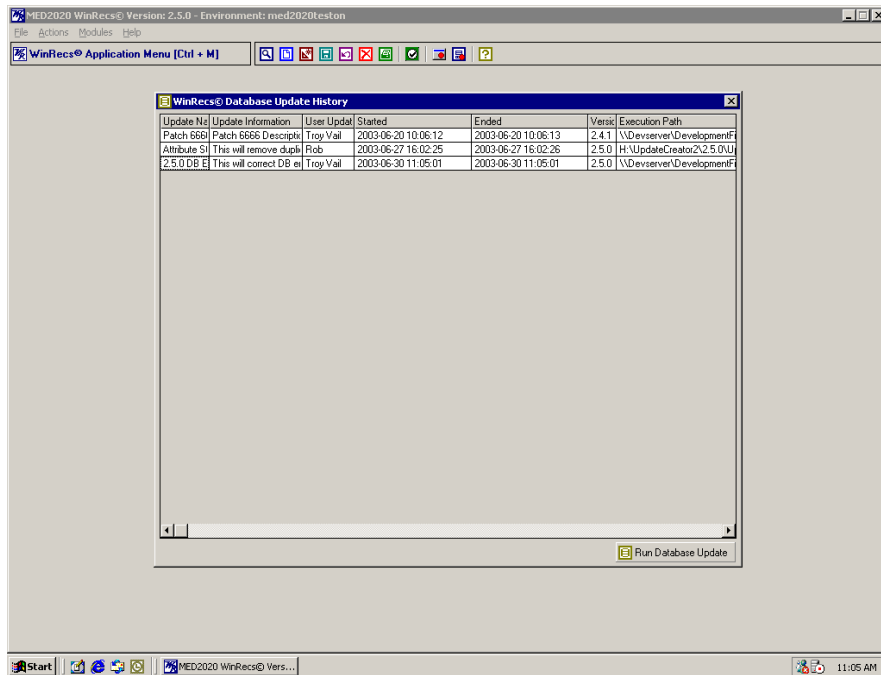 MED2020 WinRecs© Version: 2.5.0 - Environment: med2020teston
File Actions Modules Help
WinRecs© Application Menu [Ctrl + M]
WinRecs© Database Update History
Update Na Update Information User Updat Started Ended Versic Execution Path
Patch 666 Patch 6666 Descriptic Troy Vail 2003-06-20 10:06:12 2003-06-20 10:06:13 2.4.1 \\Devserver\DevelopmentFi
Attribute St This will remove dupli Rob 2003-06-27 16:02:25 2003-06-27 16:02:26 2.5.0 H:\UpdateCreator2\2.5.0\Up
2.5.0 DB E This will correct DB er Troy Vail 2003-06-30 11:05:01 2003-06-30 11:05:01 2.5.0 \\Devserver\DevelopmentFi
Run Database Update
Start MED2020 WinRecs© Vers... 11:05 AM